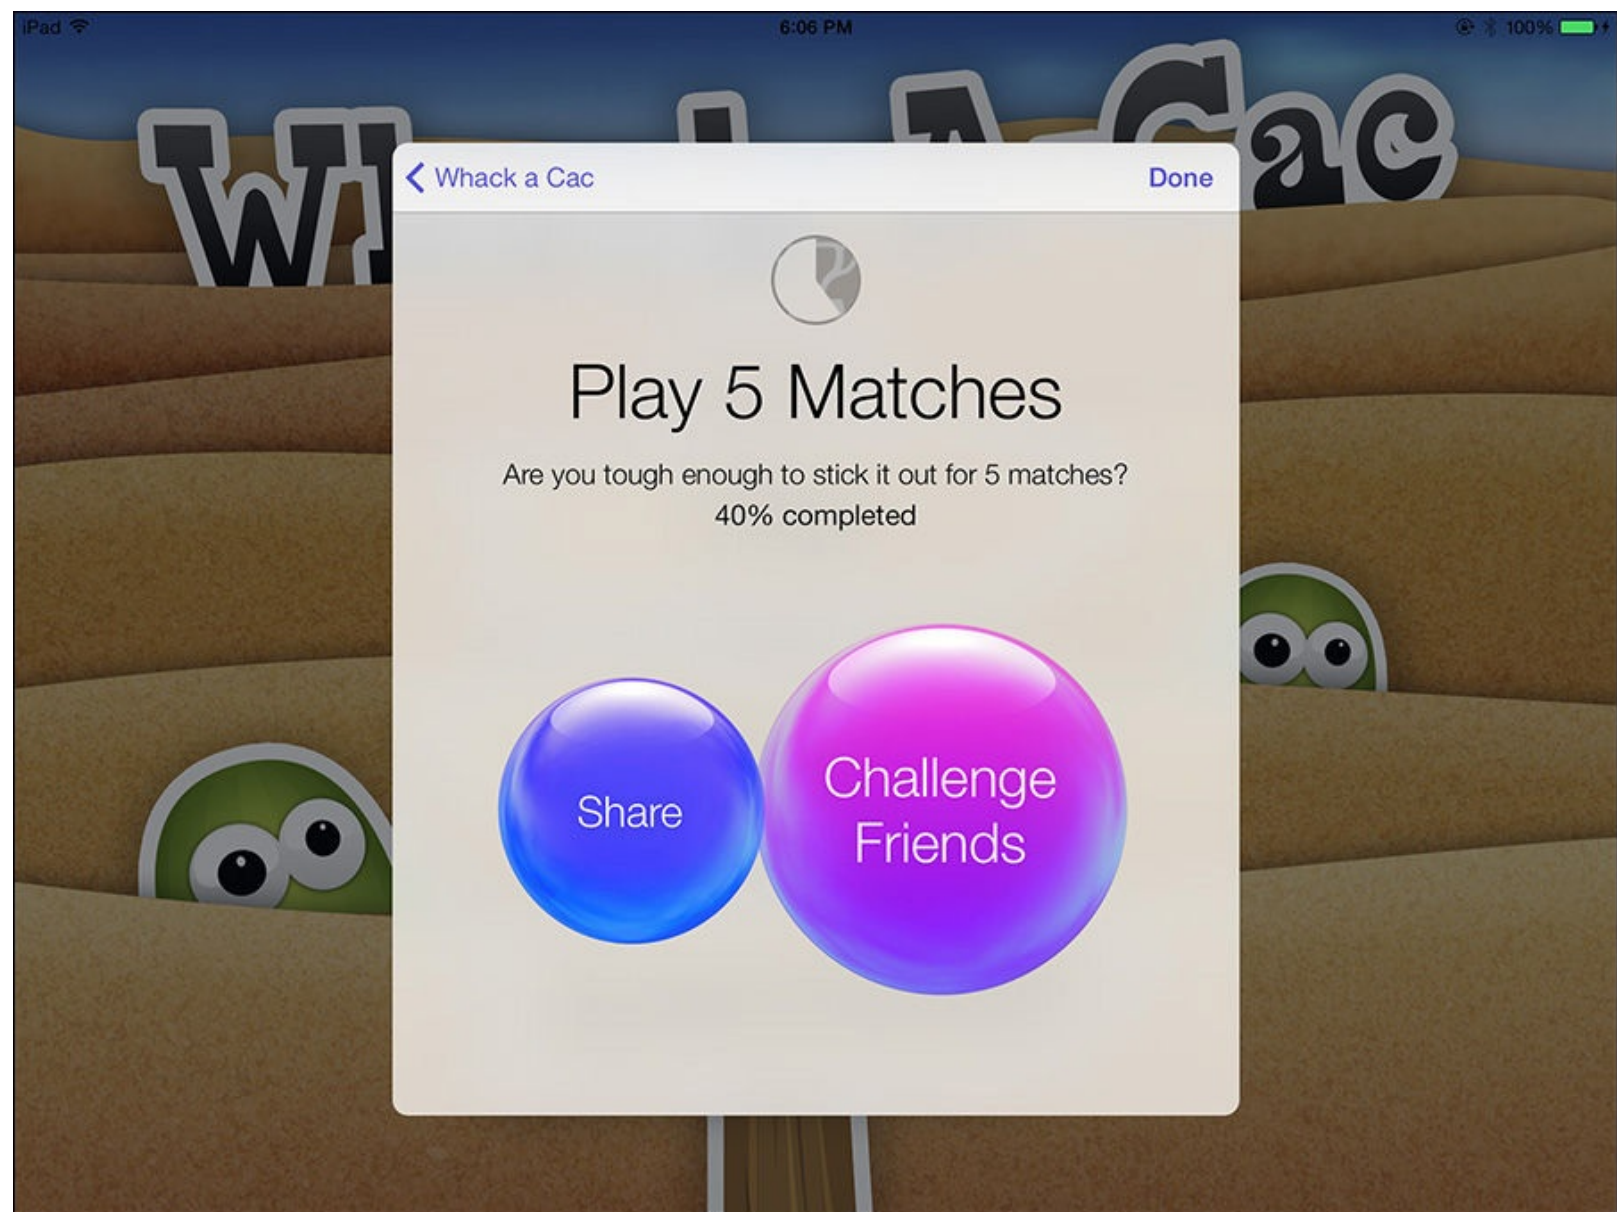 iPad
6:06 PM
100%
Whack a Cac
Done
Play 5 Matches
Are you tough enough to stick it out for 5 matches?
40% completed
Share
Challenge
Friends